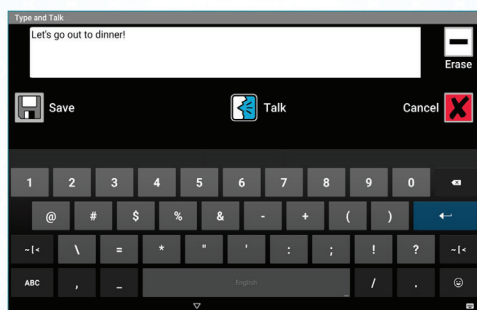 Type and Talk
Let's go out to dinner!
Erase
Save
Talk
Cancel
1 2 3 4 5 6 7 8 9 0
@ # $ % & - + ( )
~ | < \ = * " ' : ; ! ? ~ | <
ABC , _ English / .